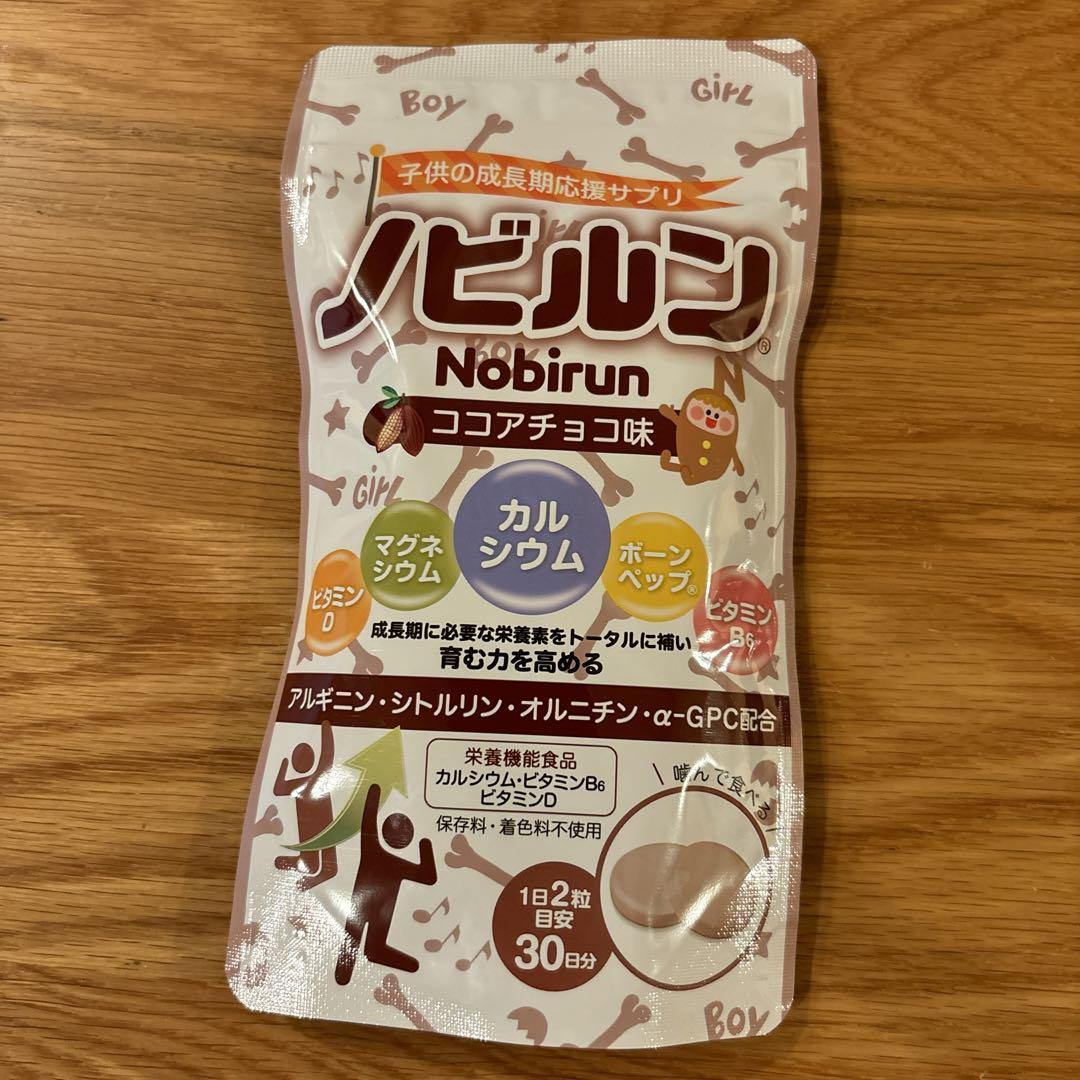 BOY
GIRL
子供の成長期応援サプリ
GIRL
ノビルン®
BOY
Nobirun
ココアチョコ味
GIRL
カル
シウム
マグネ
シウム
ボーン
ペップ®
ビタミン
D
ビタミン
B6
成長期に必要な栄養素をトータルに補い
育む力を高める
アルギニン・シトルリン・オルニチン・α-GPC配合
栄養機能食品
カルシウム・ビタミンB6
ビタミンD
保存料・着色料不使用
噛んで食べる
1日2粒
目安
30日分
BOY